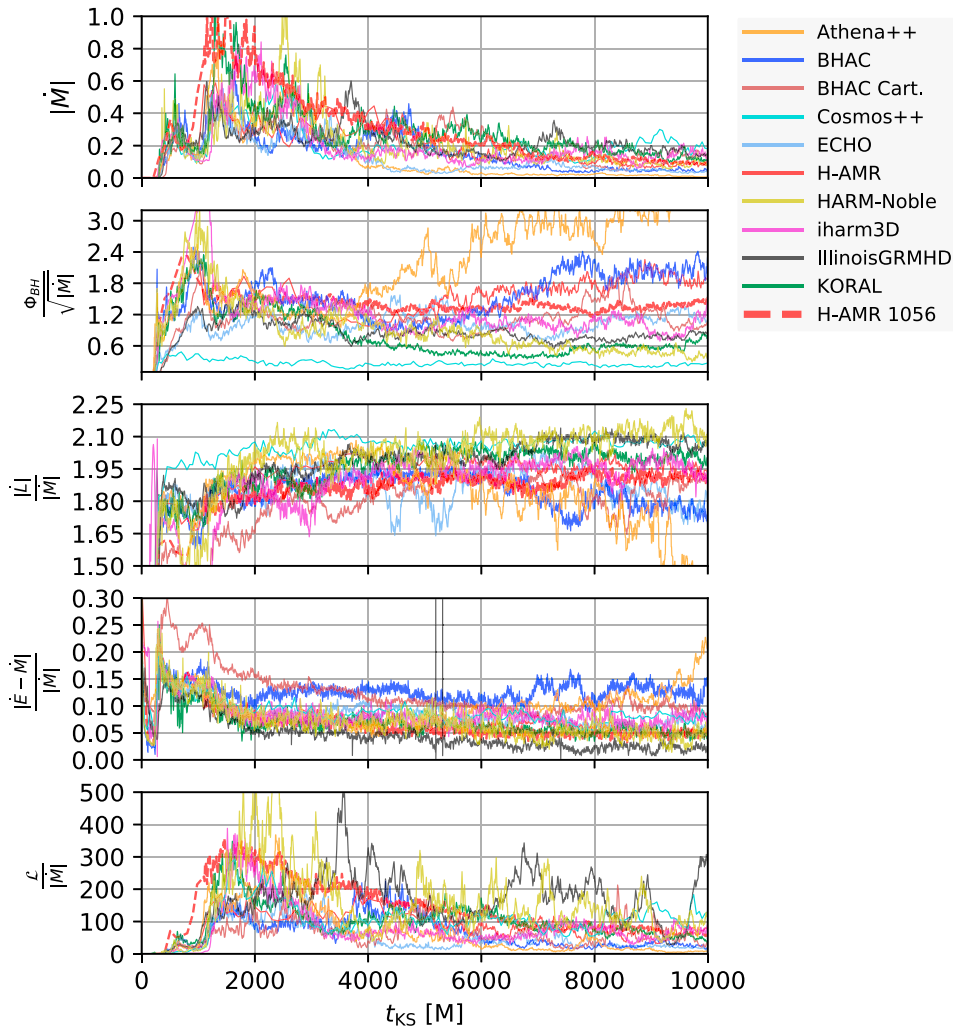 |Ṁ|
1.0
0.8
0.6
0.4
0.2
0.0
Φ_BH / √|Ṁ|
3.0
2.4
1.8
1.2
0.6
|L̇| / |Ṁ|
2.25
2.10
1.95
1.80
1.65
1.50
|Ė − Ṁ| / |Ṁ|
0.30
0.25
0.20
0.15
0.10
0.05
0.00
ℒ / |Ṁ|
500
400
300
200
100
0
0 2000 4000 6000 8000 10000
t_KS [M]
Athena++
BHAC
BHAC Cart.
Cosmos++
ECHO
H-AMR
HARM-Noble
iharm3D
IllinoisGRMHD
KORAL
H-AMR 1056